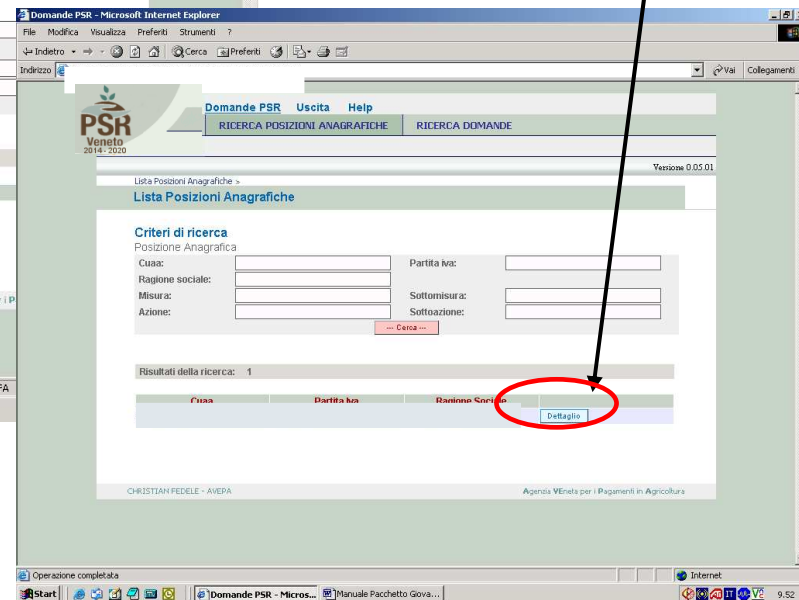 Domande PSR - Microsoft Internet Explorer
File Modifica Visualizza Preferiti Strumenti ?
Indietro Cerca Preferiti
Indirizzo Vai Collegamenti
PSR
Veneto
2014 - 2020
Domande PSR Uscita Help
RICERCA POSIZIONI ANAGRAFICHE RICERCA DOMANDE
Versione 0.05.01
Lista Posizioni Anagrafiche >
Lista Posizioni Anagrafiche
Criteri di ricerca
Posizione Anagrafica
Cuaa: Partita iva:
Ragione sociale:
Misura: Sottomisura:
Azione: Sottoazione:
--- Cerca ---
Risultati della ricerca: 1
Cuaa Partita Iva Ragione Sociale
Dettaglio
CHRISTIAN FEDELE - AVEPA Agenzia VEneta per i Pagamenti in Agricoltura
Operazione completata Internet
Start Domande PSR - Micros... Manuale Pacchetto Giova... 9.52